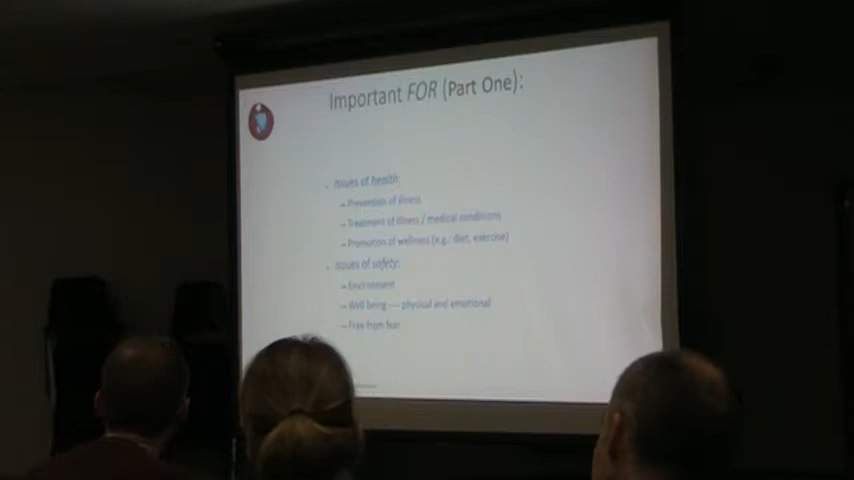 Important FOR (Part One):
- Issues of health:
– Prevention of illness
– Treatment of illness / medical conditions
– Promotion of wellness (e.g.: diet, exercise)
- Issues of safety:
– Environment
– Well being ---- physical and emotional
– Free from fear